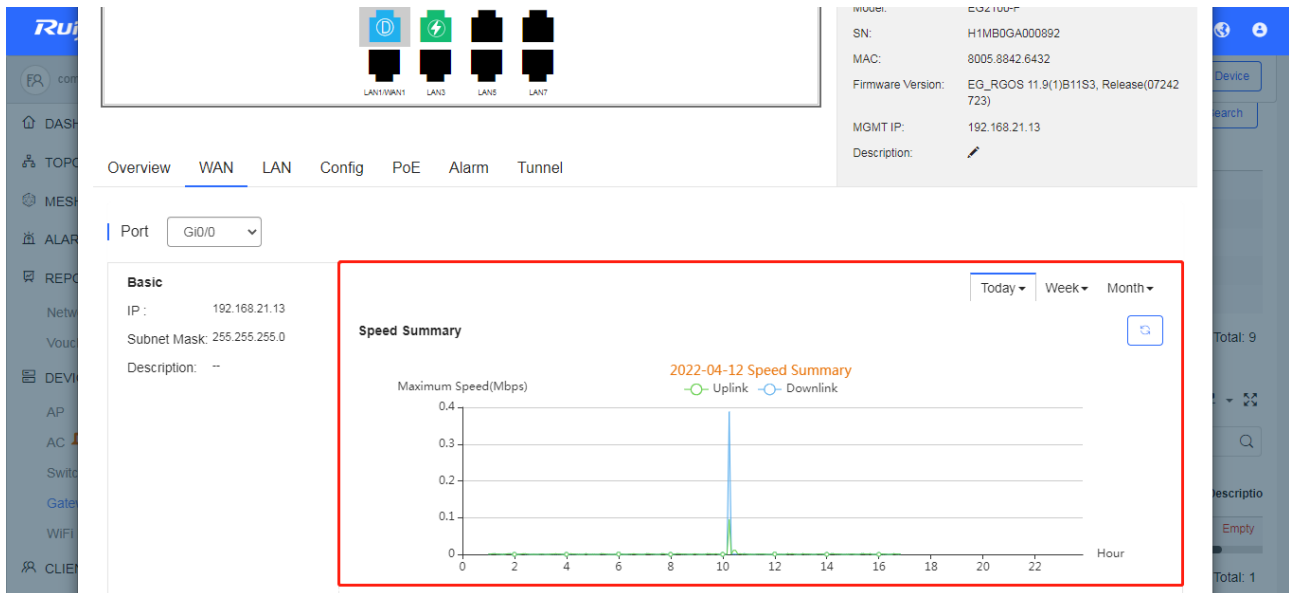 Ruij
Model: EG2100-P
SN: H1MB0GA000892
MAC: 8005.8842.6432
Firmware Version: EG_RGOS 11.9(1)B11S3, Release(07242
723)
MGMT IP: 192.168.21.13
Description:
LAN1/WAN1 LAN3 LAN5 LAN7
Device
Overview WAN LAN Config PoE Alarm Tunnel
Port Gi0/0
Basic
IP : 192.168.21.13
Subnet Mask: 255.255.255.0
Description: --
Today Week Month
Speed Summary
2022-04-12 Speed Summary
Maximum Speed(Mbps)
Uplink Downlink
0.4
0.3
0.2
0.1
0
0 2 4 6 8 10 12 14 16 18 20 22
Hour
DASH
TOPO
MESH
ALAR
REPO
Netw
Vouc
DEVI
AP
AC
Switc
Gatew
WiFi
CLIEN
earch
Total: 9
Descriptio
Empty
Total: 1